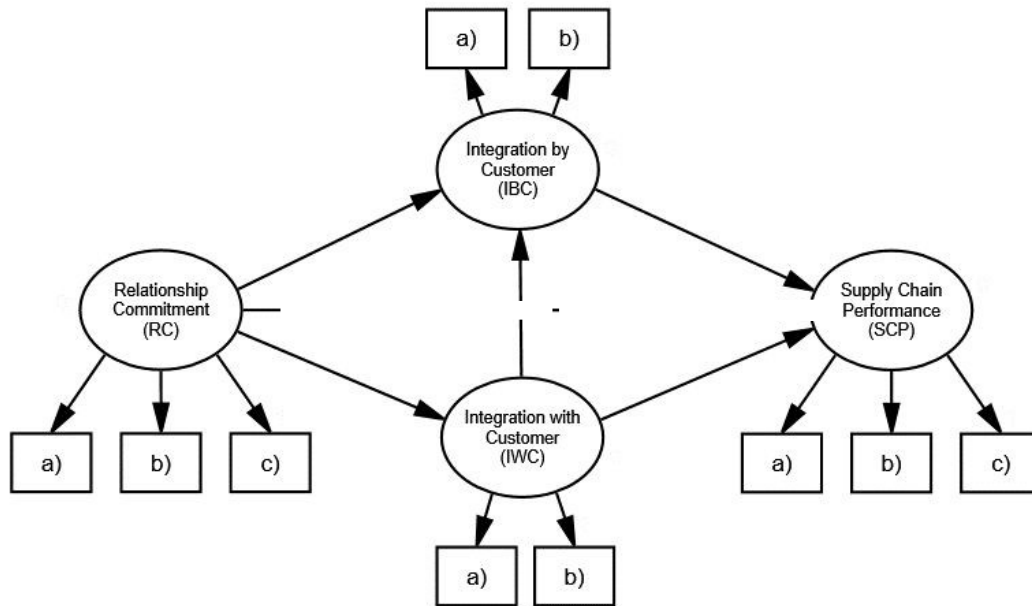 a)
b)
Integration by
Customer
(IBC)
Relationship
Commitment
(RC)
Supply Chain
Performance
(SCP)
a)
b)
c)
Integration with
Customer
(IWC)
a)
b)
c)
a)
b)